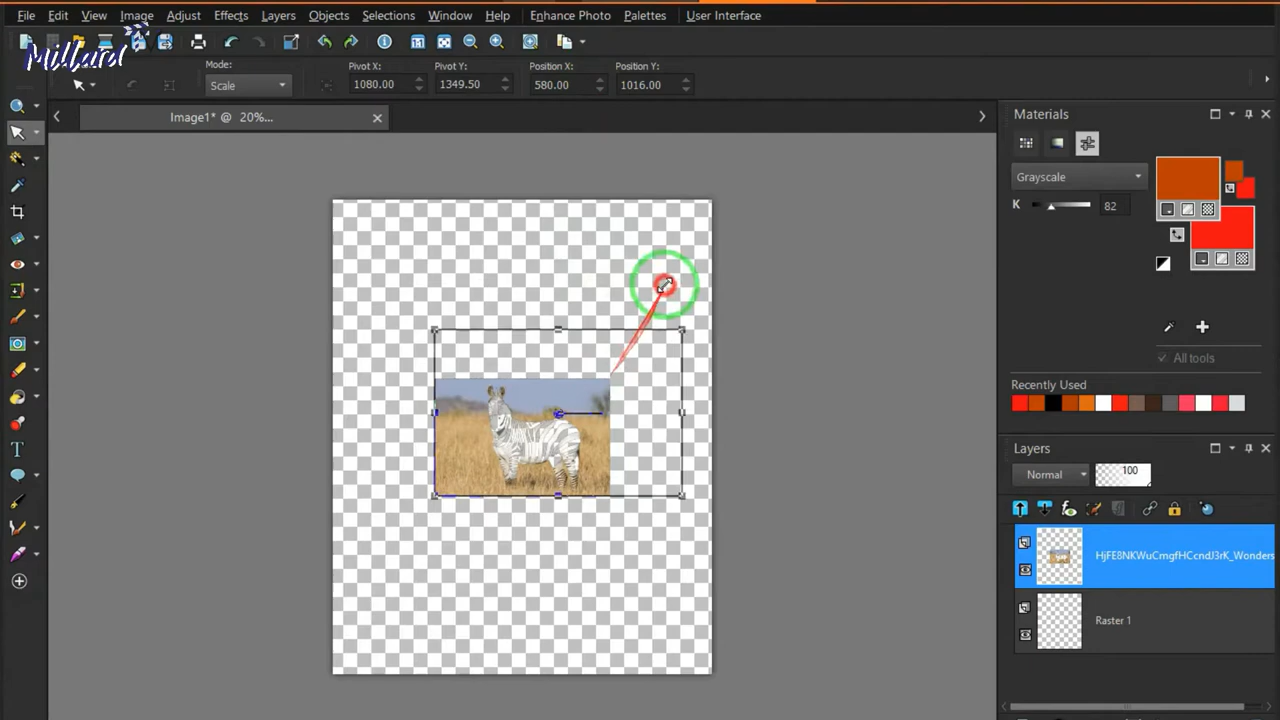 File Edit View Image Adjust Effects Layers Objects Selections Window Help Enhance Photo Palettes User Interface
Millard
Mode: Pivot X: Pivot Y: Position X: Position Y:
Scale 1080.00 1349.50 580.00 1016.00
Image1* @ 20%...
Materials
Grayscale
K 82
All tools
Recently Used
Layers
Normal 100
HjFE8NKWuCmgfHCcndJ3rK_Wonders
Raster 1
T